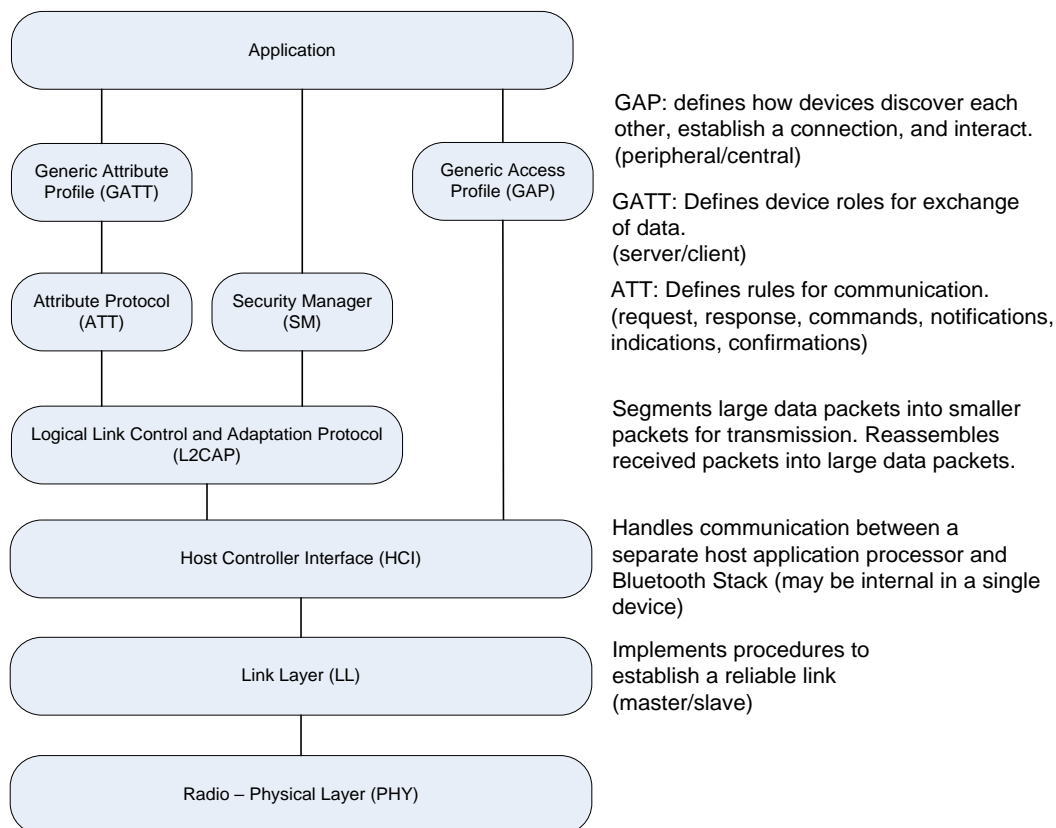 Application
GAP: defines how devices discover each
other, establish a connection, and interact.
(peripheral/central)
Generic Attribute
Profile (GATT)
Generic Access
Profile (GAP)
GATT: Defines device roles for exchange
of data.
(server/client)
Attribute Protocol
(ATT)
Security Manager
(SM)
ATT: Defines rules for communication.
(request, response, commands, notifications,
indications, confirmations)
Logical Link Control and Adaptation Protocol
(L2CAP)
Segments large data packets into smaller
packets for transmission. Reassembles
received packets into large data packets.
Host Controller Interface (HCI)
Handles communication between a
separate host application processor and
Bluetooth Stack (may be internal in a single
device)
Link Layer (LL)
Implements procedures to
establish a reliable link
(master/slave)
Radio – Physical Layer (PHY)